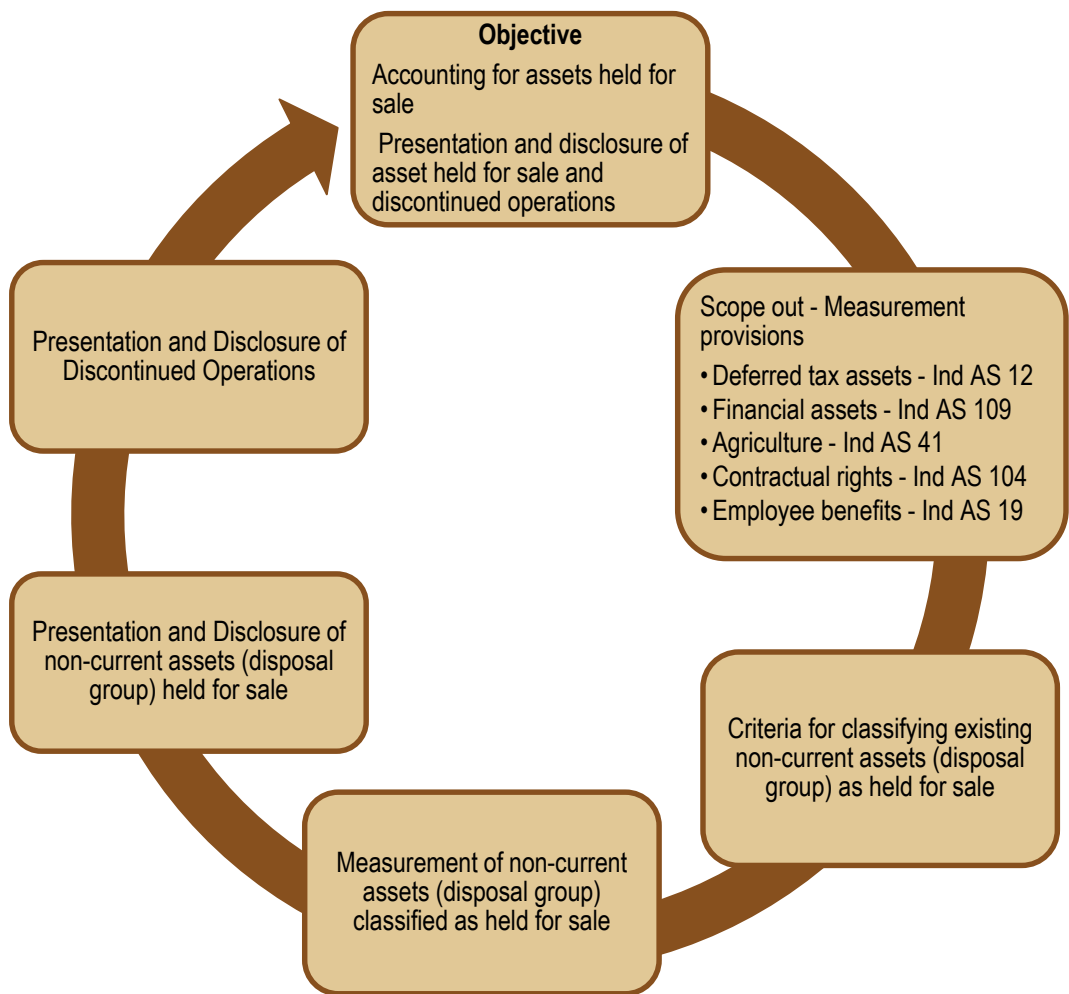 Objective
Accounting for assets held for
sale
Presentation and disclosure of
asset held for sale and
discontinued operations
Scope out - Measurement
provisions
• Deferred tax assets - Ind AS 12
• Financial assets - Ind AS 109
• Agriculture - Ind AS 41
• Contractual rights - Ind AS 104
• Employee benefits - Ind AS 19
Criteria for classifying existing
non-current assets (disposal
group) as held for sale
Measurement of non-current
assets (disposal group)
classified as held for sale
Presentation and Disclosure of
non-current assets (disposal
group) held for sale
Presentation and Disclosure of
Discontinued Operations